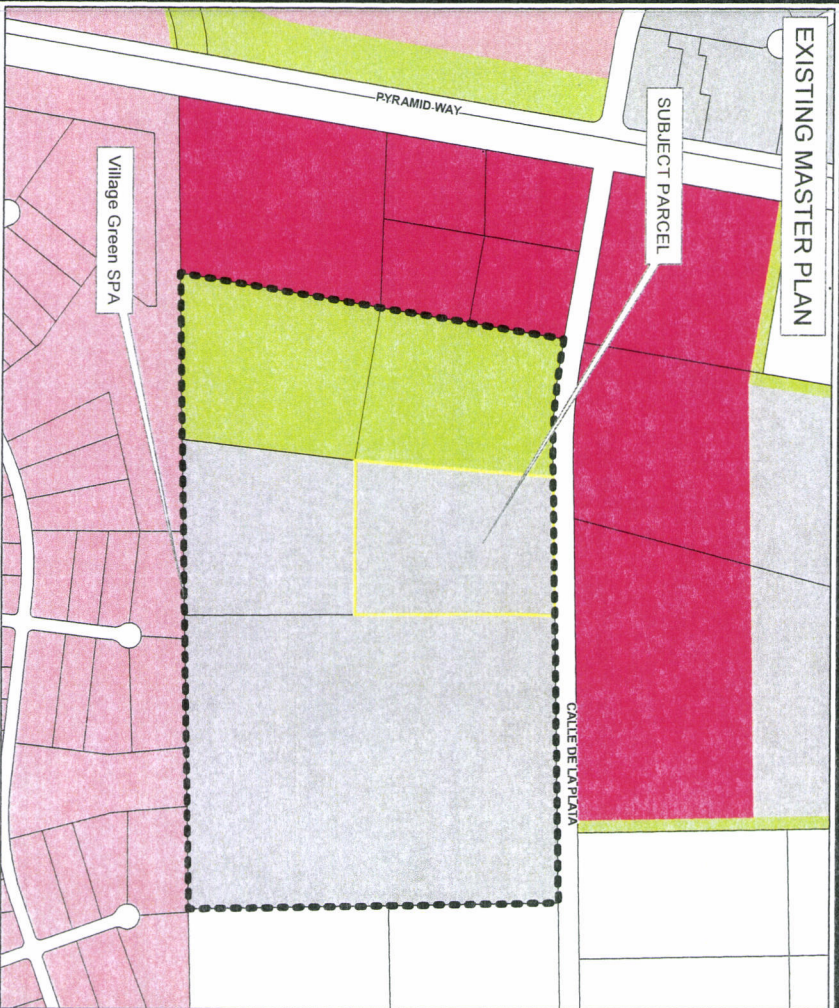 EXISTING MASTER PLAN
SUBJECT PARCEL
PYRAMID WAY
Village Green SPA
CALLE DE LA PLATA